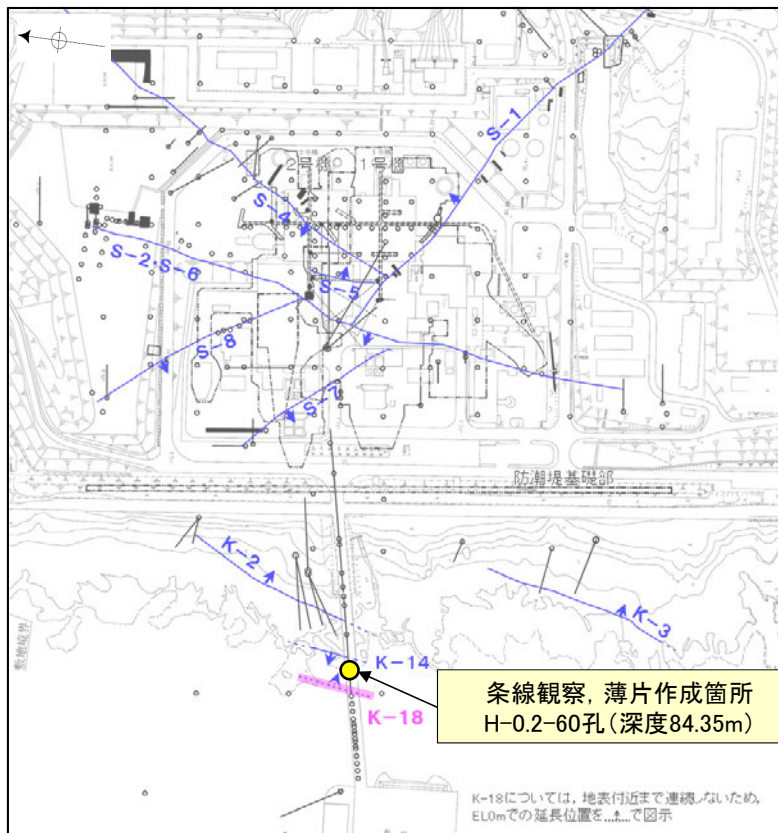 S-1
2号機
1号機
S-4
S-2・S-6
S-5
S-8
S-7
防潮堤基礎部
K-2
K-3
敷地境界
K-14
K-18
条線観察, 薄片作成箇所
H-0.2-60孔(深度84.35m)
K-18については, 地表付近まで連続しないため,
EL0mでの延長位置を で図示